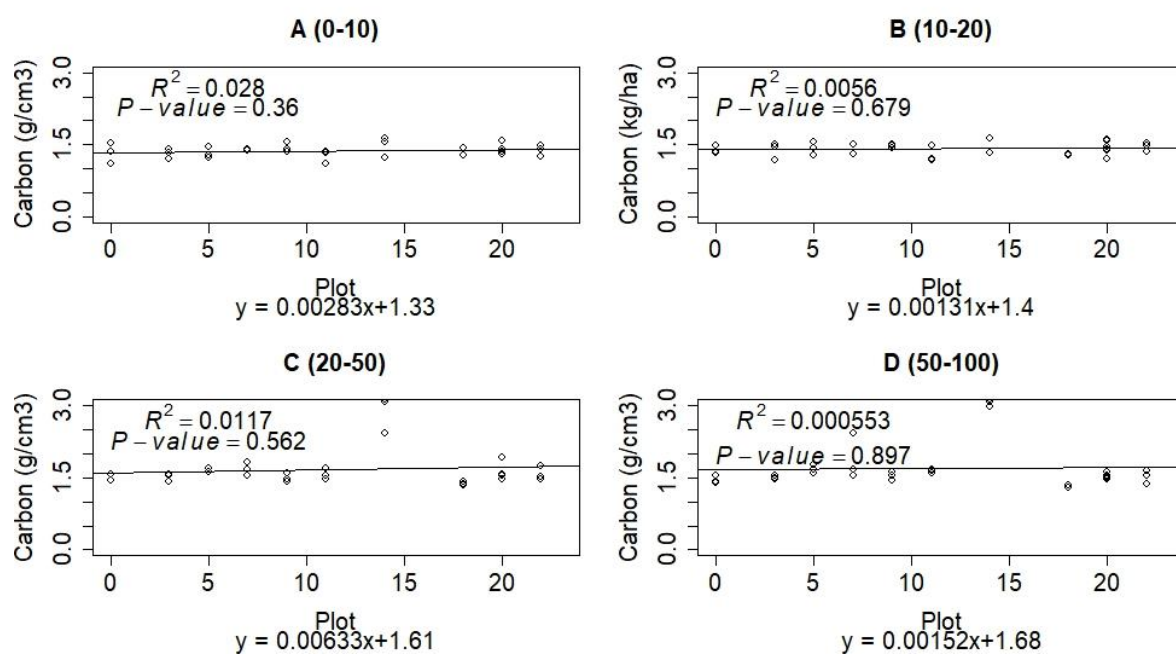 A (0-10)
Carbon (g/cm3)
3.0
1.5
0.0
R² = 0.028
P − value = 0.36
0 5 10 15 20
Plot
y = 0.00283x+1.33
B (10-20)
Carbon (kg/ha)
3.0
1.5
0.0
R² = 0.0056
P − value = 0.679
0 5 10 15 20
Plot
y = 0.00131x+1.4
C (20-50)
Carbon (g/cm3)
3.0
1.5
0.0
R² = 0.0117
P − value = 0.562
0 5 10 15 20
Plot
y = 0.00633x+1.61
D (50-100)
Carbon (g/cm3)
3.0
1.5
0.0
R² = 0.000553
P − value = 0.897
0 5 10 15 20
Plot
y = 0.00152x+1.68